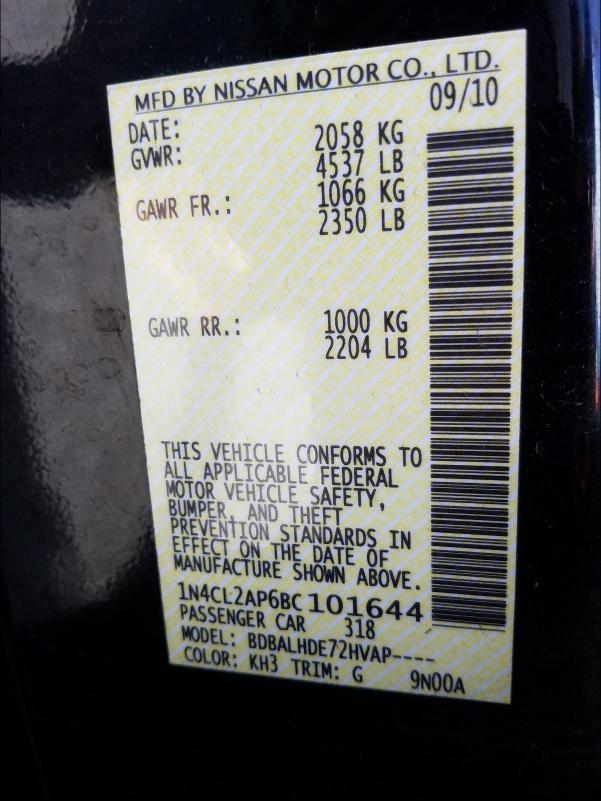 MFD BY NISSAN MOTOR CO., LTD.
DATE: 09/10
GVWR: 2058 KG
4537 LB
GAWR FR.: 1066 KG
2350 LB
GAWR RR.: 1000 KG
2204 LB
THIS VEHICLE CONFORMS TO
ALL APPLICABLE FEDERAL
MOTOR VEHICLE SAFETY,
BUMPER, AND THEFT
PREVENTION STANDARDS IN
EFFECT ON THE DATE OF
MANUFACTURE SHOWN ABOVE.
1N4CL2AP6BC101644
PASSENGER CAR 318
MODEL: BDBALHDE72HVAP----
COLOR: KH3 TRIM: G 9N00A